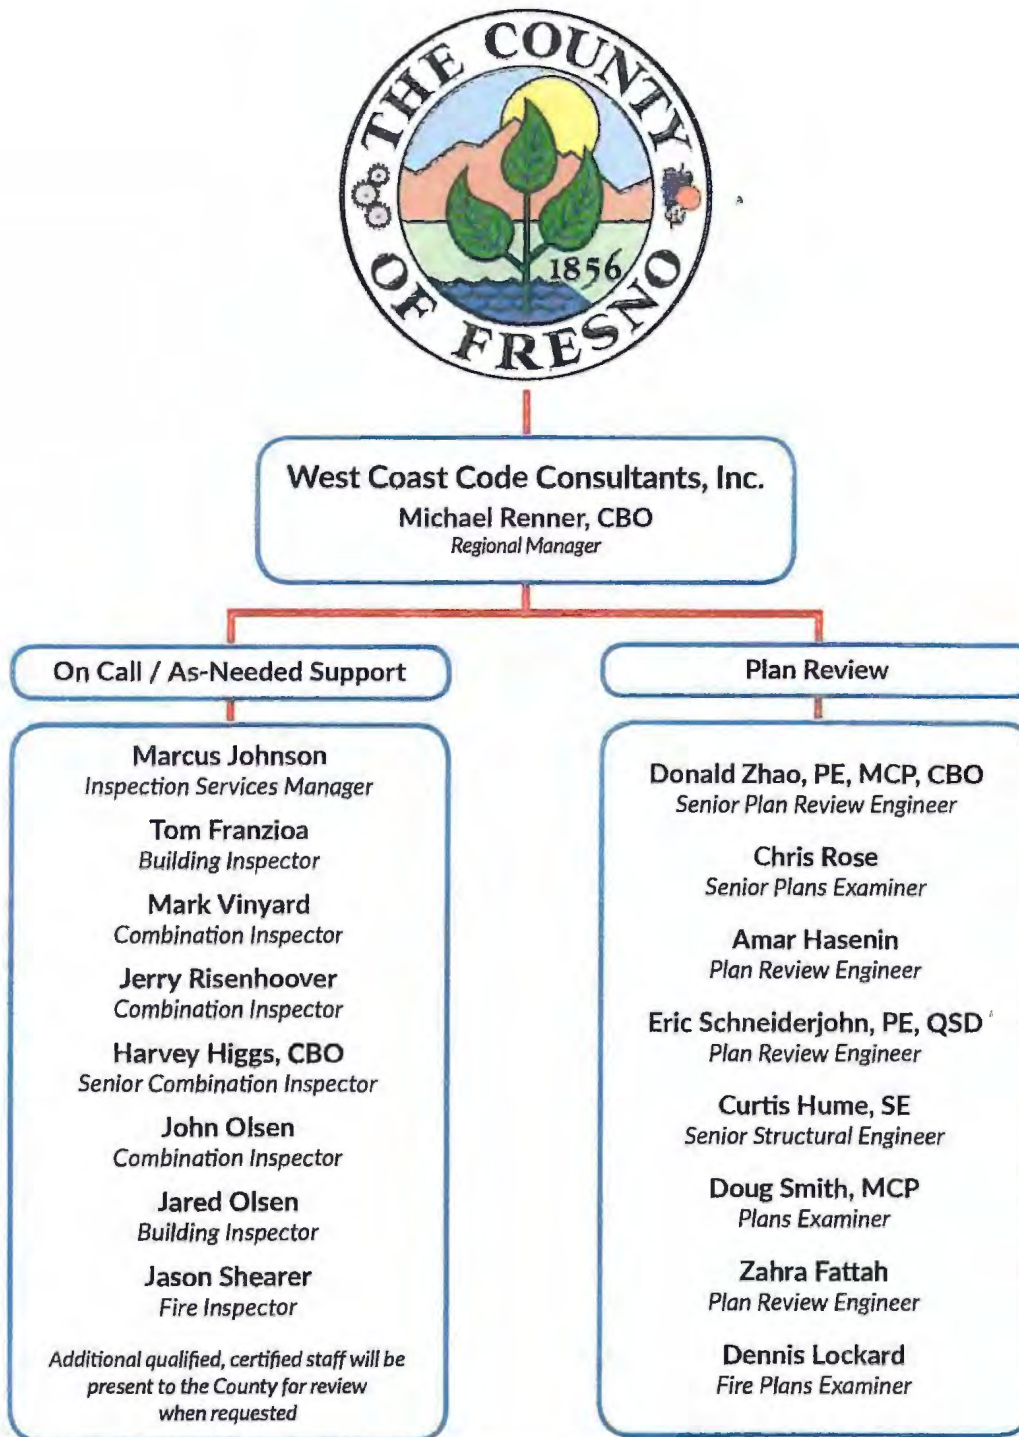 THE COUNTY
OF FRESNO
1856
West Coast Code Consultants, Inc.
Michael Renner, CBO
Regional Manager
On Call / As-Needed Support
Marcus Johnson
Inspection Services Manager
Tom Franzioa
Building Inspector
Mark Vinyard
Combination Inspector
Jerry Risenhoover
Combination Inspector
Harvey Higgs, CBO
Senior Combination Inspector
John Olsen
Combination Inspector
Jared Olsen
Building Inspector
Jason Shearer
Fire Inspector
Additional qualified, certified staff will be
present to the County for review
when requested
Plan Review
Donald Zhao, PE, MCP, CBO
Senior Plan Review Engineer
Chris Rose
Senior Plans Examiner
Amar Hasenin
Plan Review Engineer
Eric Schneiderjohn, PE, QSD
Plan Review Engineer
Curtis Hume, SE
Senior Structural Engineer
Doug Smith, MCP
Plans Examiner
Zahra Fattah
Plan Review Engineer
Dennis Lockard
Fire Plans Examiner